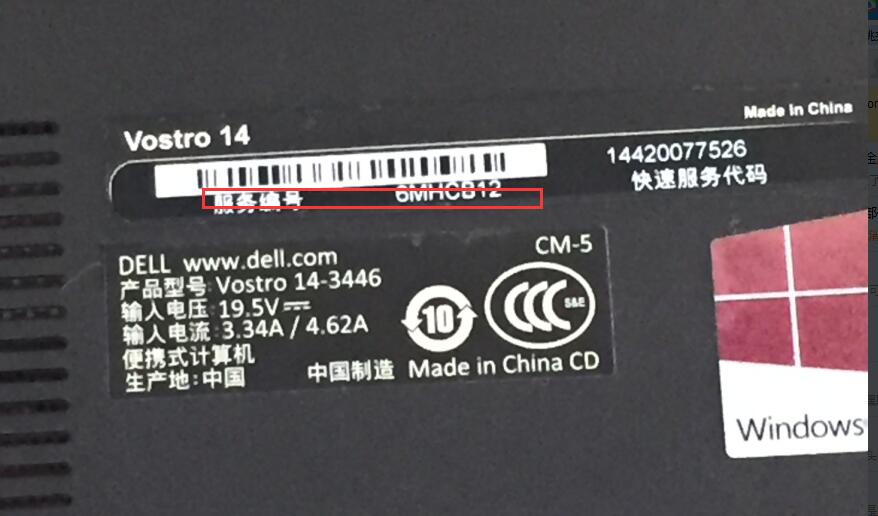 Vostro 14
Made in China
14420077526
快速服务代码
服务编号 6MHCB12
DELL www.dell.com
CM-5
产品型号: Vostro 14-3446
输入电压: 19.5V
输入电流: 3.34A / 4.62A
便携式计算机
生产地: 中国
10
CCC S&E
中国制造 Made in China CD
Windows